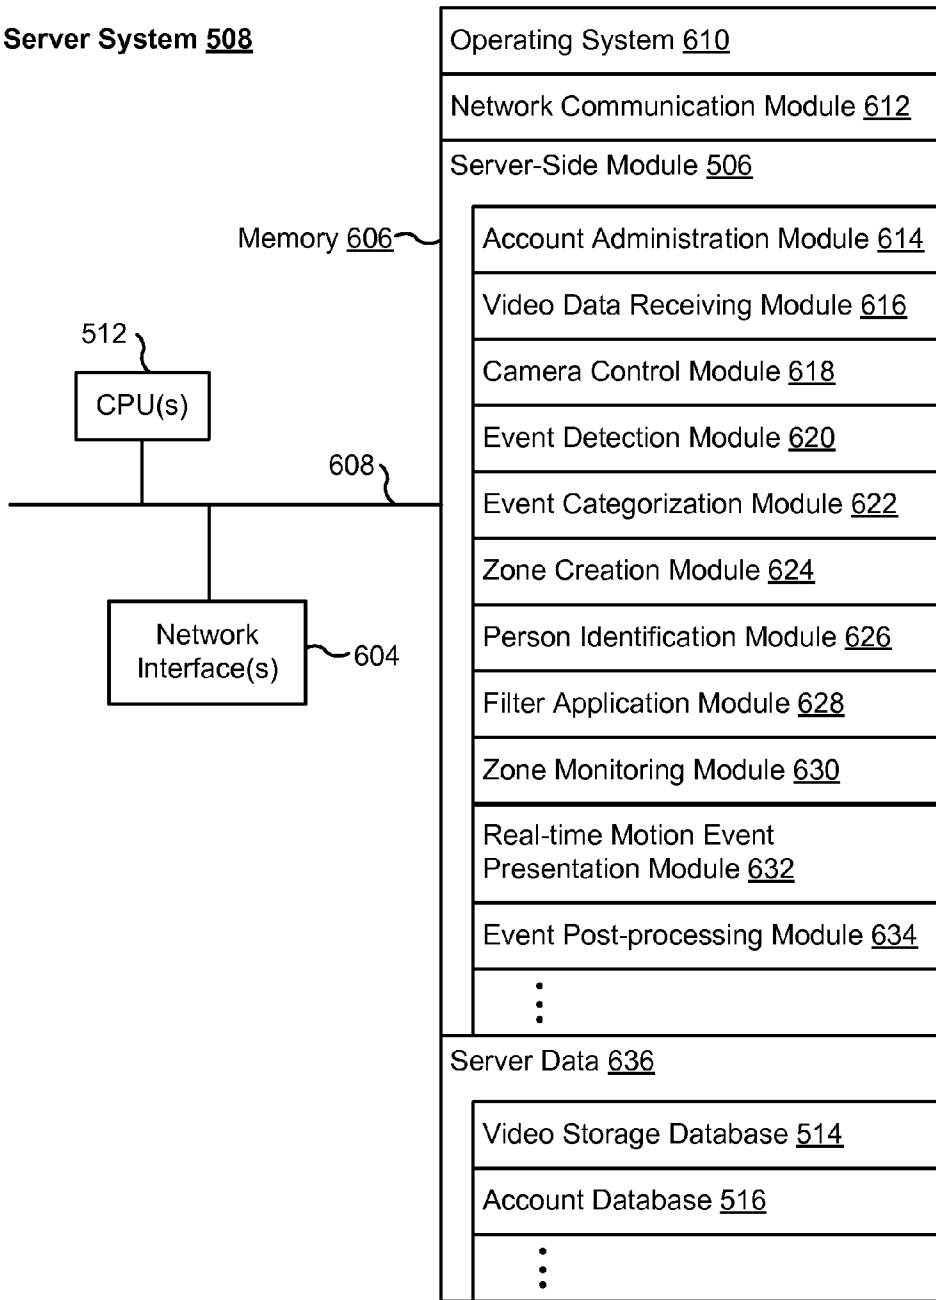 Server System 508
Operating System 610
Network Communication Module 612
Server-Side Module 506
Memory 606
Account Administration Module 614
Video Data Receiving Module 616
512
CPU(s)
Camera Control Module 618
Event Detection Module 620
608
Event Categorization Module 622
Zone Creation Module 624
Network
Interface(s)
604
Person Identification Module 626
Filter Application Module 628
Zone Monitoring Module 630
Real-time Motion Event
Presentation Module 632
Event Post-processing Module 634
Server Data 636
Video Storage Database 514
Account Database 516